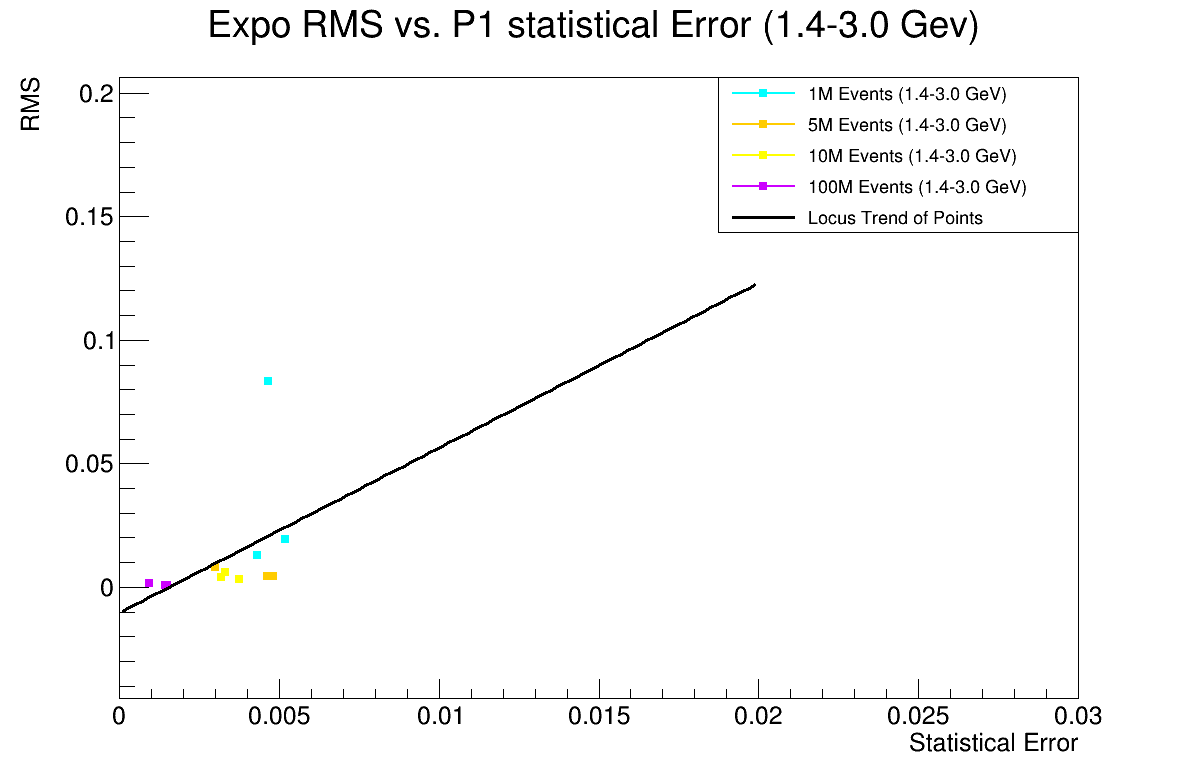 Expo RMS vs. P1 statistical Error (1.4-3.0 Gev)
RMS
0.2
0.15
0.1
0.05
0
1M Events (1.4-3.0 GeV)
5M Events (1.4-3.0 GeV)
10M Events (1.4-3.0 GeV)
100M Events (1.4-3.0 GeV)
Locus Trend of Points
0 0.005 0.01 0.015 0.02 0.025 0.03
Statistical Error